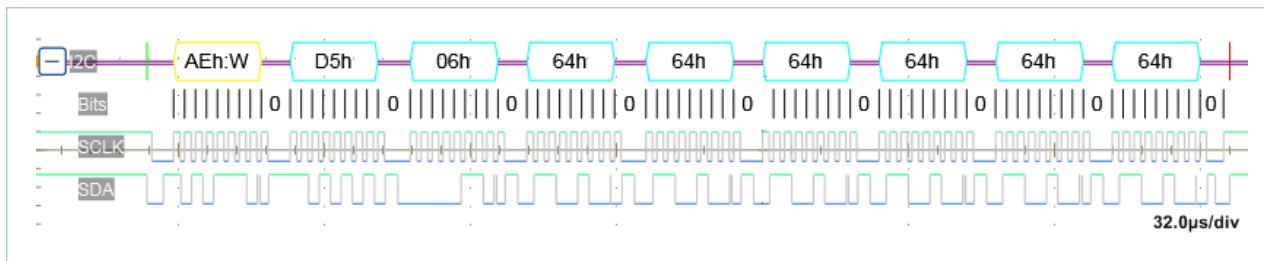 I2C AEh:W D5h 06h 64h 64h 64h 64h 64h 64h
Bits 0 0 0 0 0 0 0 0 0
SCLK
SDA
32.0µs/div